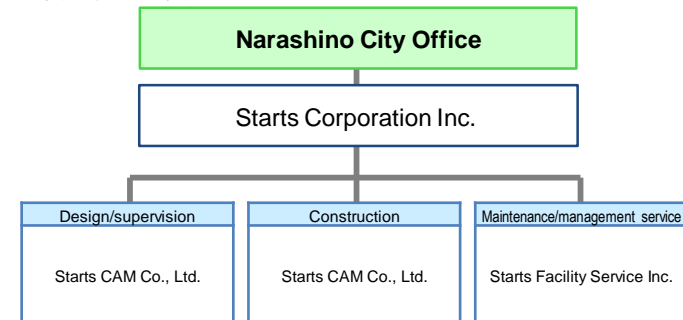 Narashino City Office
Starts Corporation Inc.
Design/supervision
Starts CAM Co., Ltd.
Construction
Starts CAM Co., Ltd.
Maintenance/management service
Starts Facility Service Inc.